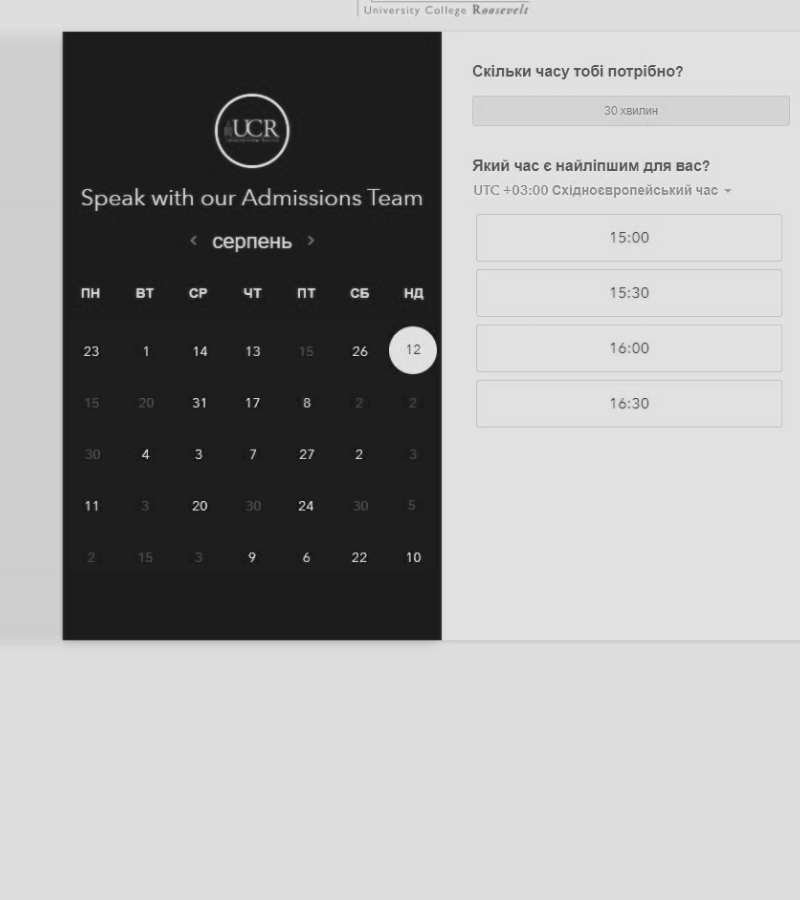 University College Roosevelt
UCR
Speak with our Admissions Team
серпень
ПН ВТ СР ЧТ ПТ СБ НД
23 1 14 13 15 26 12
15 20 31 17 8 2 2
30 4 3 7 27 2 3
11 3 20 30 24 30 5
2 15 3 9 6 22 10
Скільки часу тобі потрібно?
30 хвилин
Який час є найліпшим для вас?
UTC +03:00 Східноєвропейський час
15:00
15:30
16:00
16:30